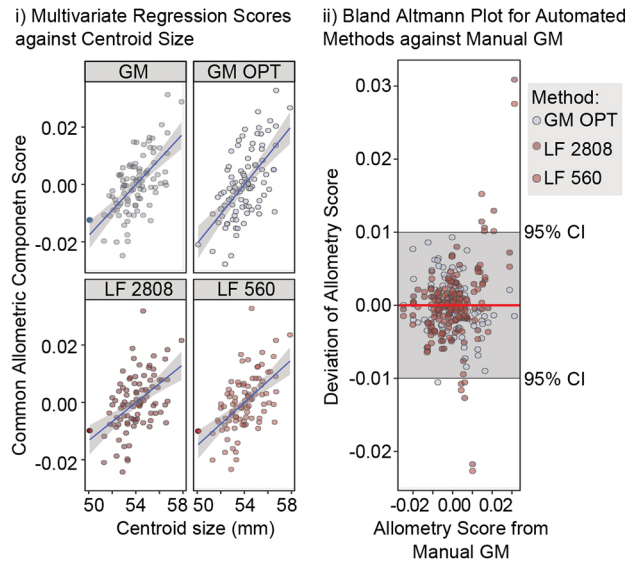 i) Multivariate Regression Scores
against Centroid Size
GM
GM OPT
0.02
0.00
-0.02
LF 2808
LF 560
0.02
0.00
-0.02
50
54
58
50
54
58
Common Allometric Componetn Score
Centroid size (mm)
ii) Bland Altmann Plot for Automated
Methods against Manual GM
0.03
0.02
0.01
0.00
-0.01
-0.02
Method:
GM OPT
LF 2808
LF 560
95% CI
95% CI
Deviation of Allometry Score
-0.02
0.00
0.02
Allometry Score from
Manual GM